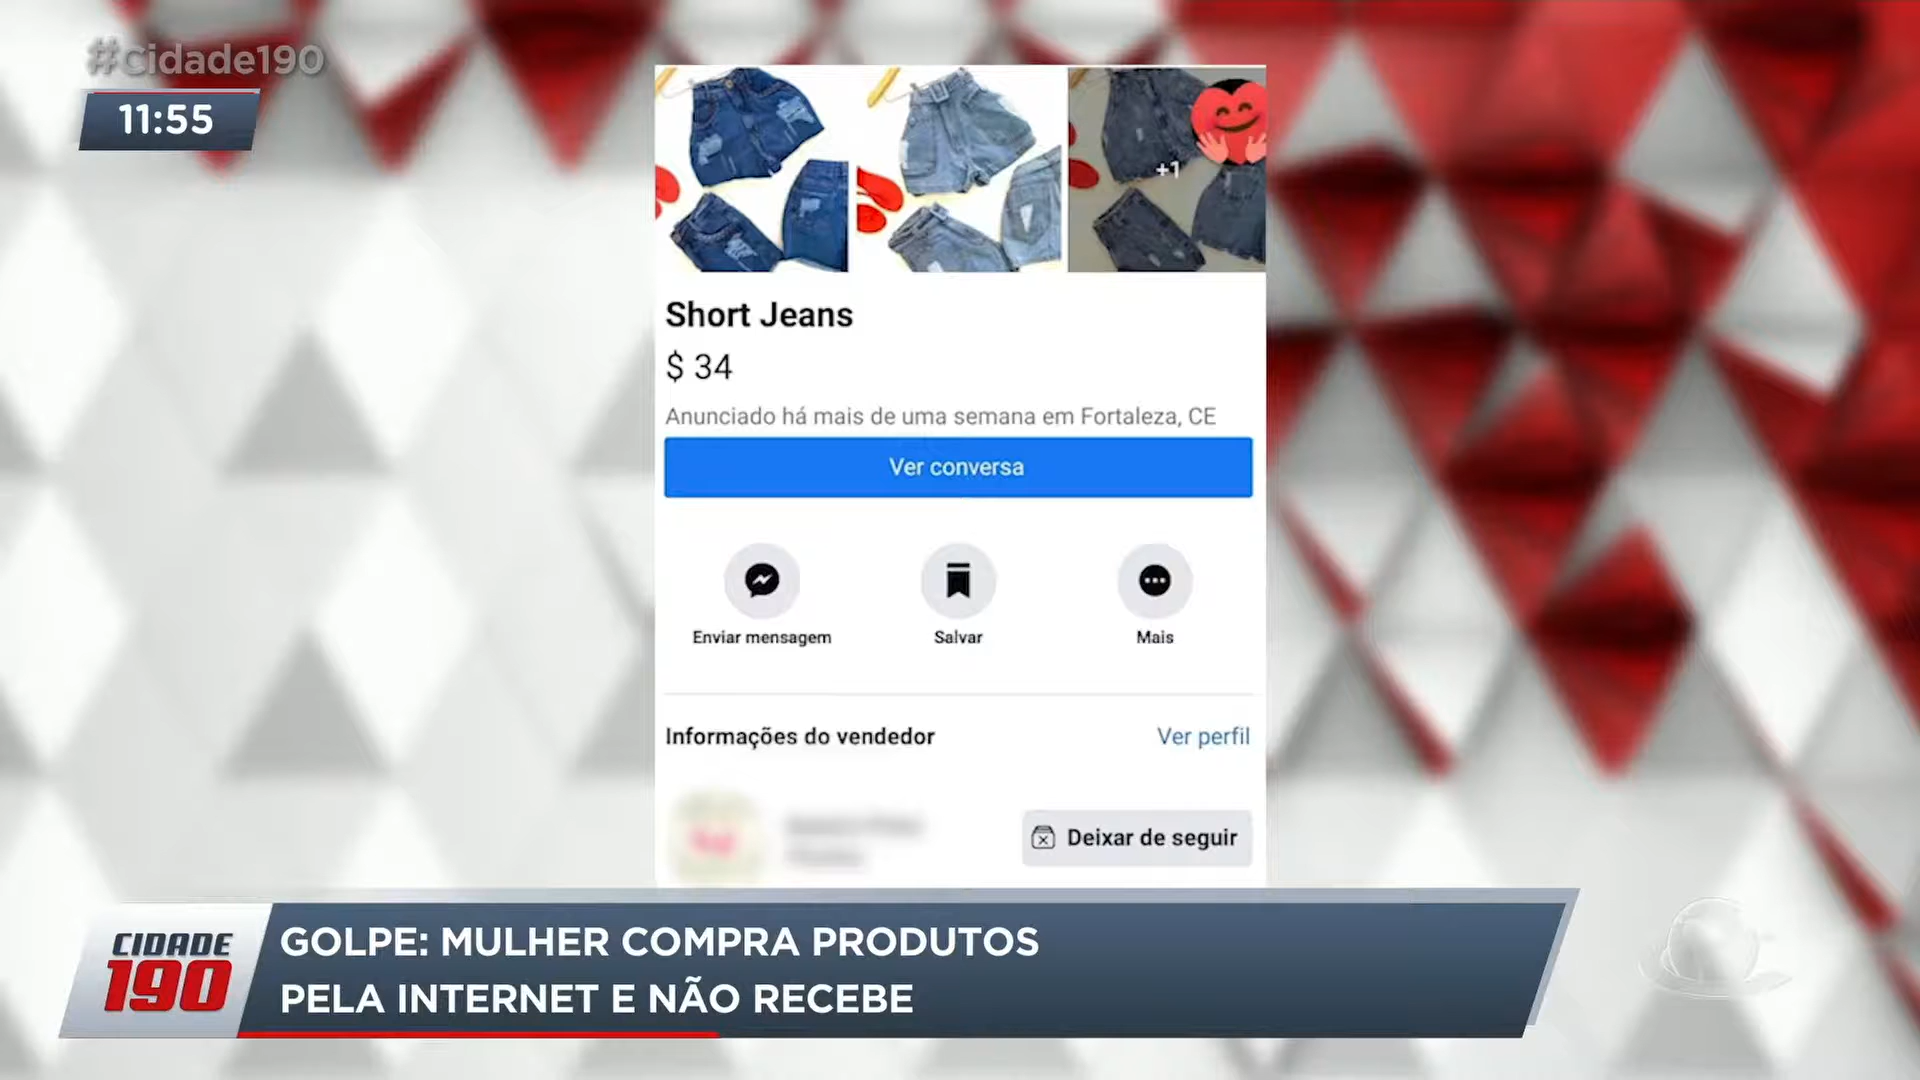 #Cidade190
11:55
+1
Short Jeans
$ 34
Anunciado há mais de uma semana em Fortaleza, CE
Ver conversa
Enviar mensagem
Salvar
Mais
Informações do vendedor
Ver perfil
Deixar de seguir
CIDADE
190
GOLPE: MULHER COMPRA PRODUTOS
PELA INTERNET E NÃO RECEBE